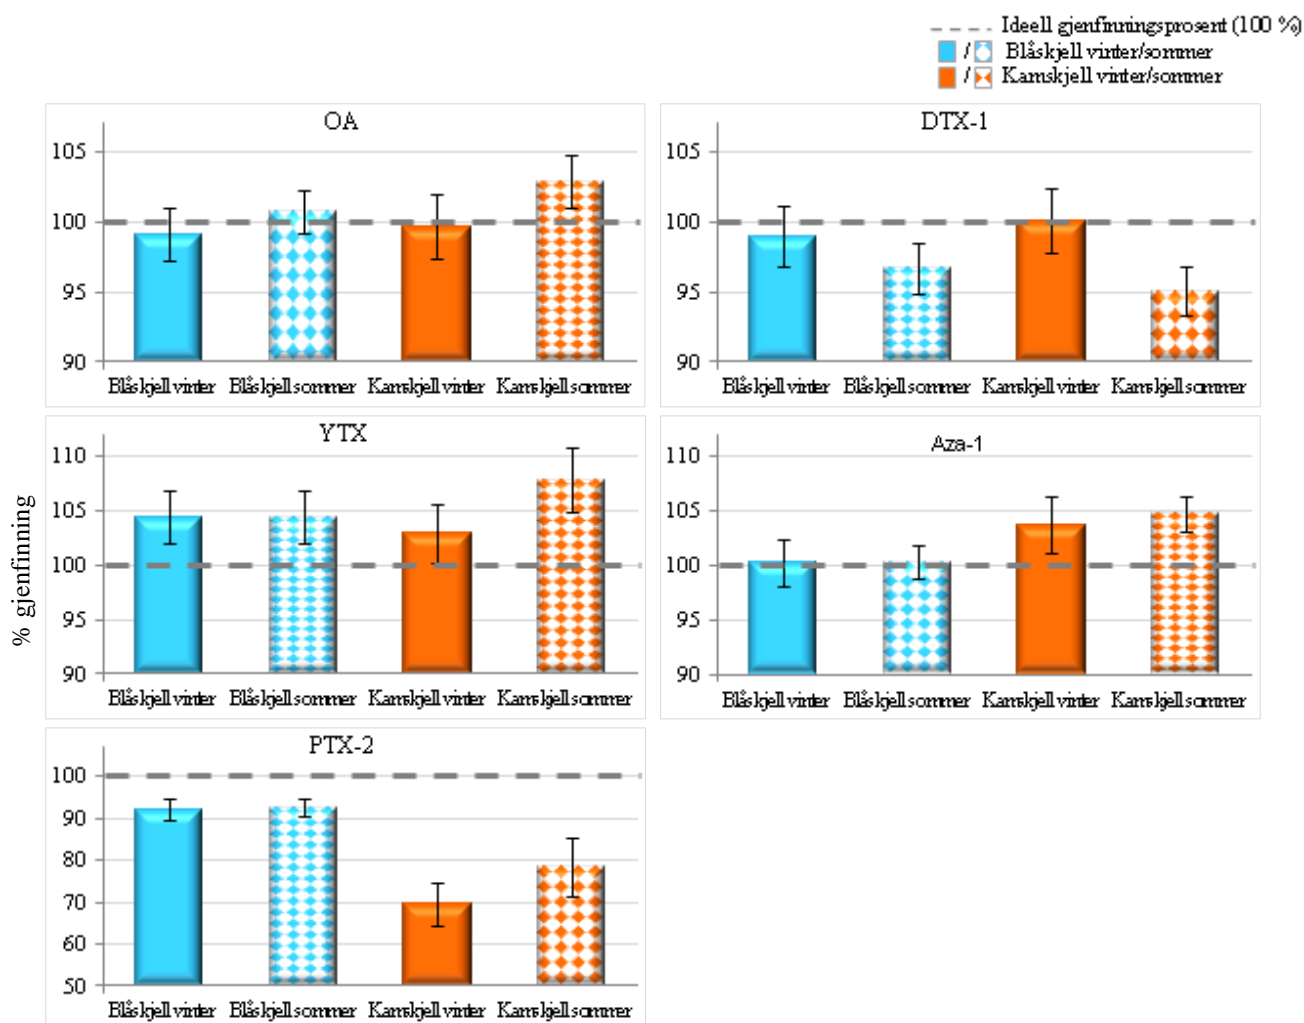 Ideell gjenfinningsprosent (100 %)
/ Blåskjell vinter/sommer
/ Kamskjell vinter/sommer
OA
105
100
95
90
Blåskjell vinter Blåskjell sommer Kamskjell vinter Kamskjell sommer
DTX-1
105
100
95
90
Blåskjell vinter Blåskjell sommer Kamskjell vinter Kamskjell sommer
% gjenfinning
YTX
110
105
100
95
90
Blåskjell vinter Blåskjell sommer Kamskjell vinter Kamskjell sommer
Aza-1
110
105
100
95
90
Blåskjell vinter Blåskjell sommer Kamskjell vinter Kamskjell sommer
PTX-2
100
90
80
70
60
50
Blåskjell vinter Blåskjell sommer Kamskjell vinter Kamskjell sommer